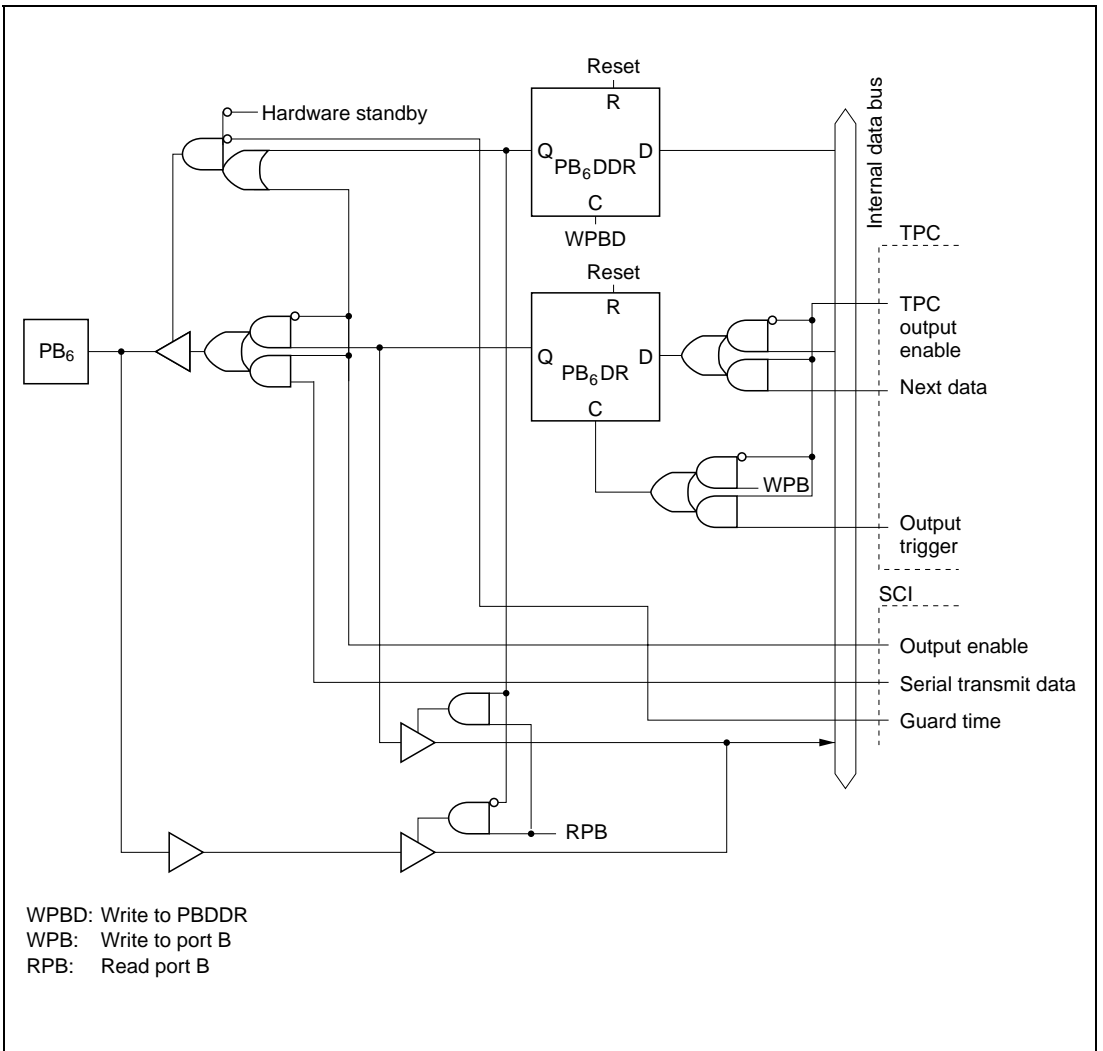 Reset
Hardware standby
R
Q
D
PB6DDR
C
WPBD
Internal data bus
TPC
Reset
R
TPC
output
enable
PB6
Q
D
PB6DR
C
Next data
WPB
Output
trigger
SCI
Output enable
Serial transmit data
Guard time
RPB
WPBD: Write to PBDDR
WPB: Write to port B
RPB: Read port B